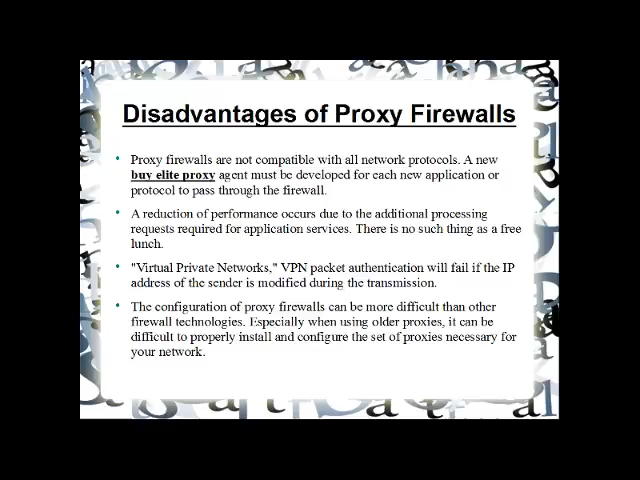 Disadvantages of Proxy Firewalls
• Proxy firewalls are not compatible with all network protocols. A new
buy elite proxy agent must be developed for each new application or
protocol to pass through the firewall.
• A reduction of performance occurs due to the additional processing
requests required for application services. There is no such thing as a free
lunch.
• "Virtual Private Networks," VPN packet authentication will fail if the IP
address of the sender is modified during the transmission.
• The configuration of proxy firewalls can be more difficult than other
firewall technologies. Especially when using older proxies, it can be
difficult to properly install and configure the set of proxies necessary for
your network.